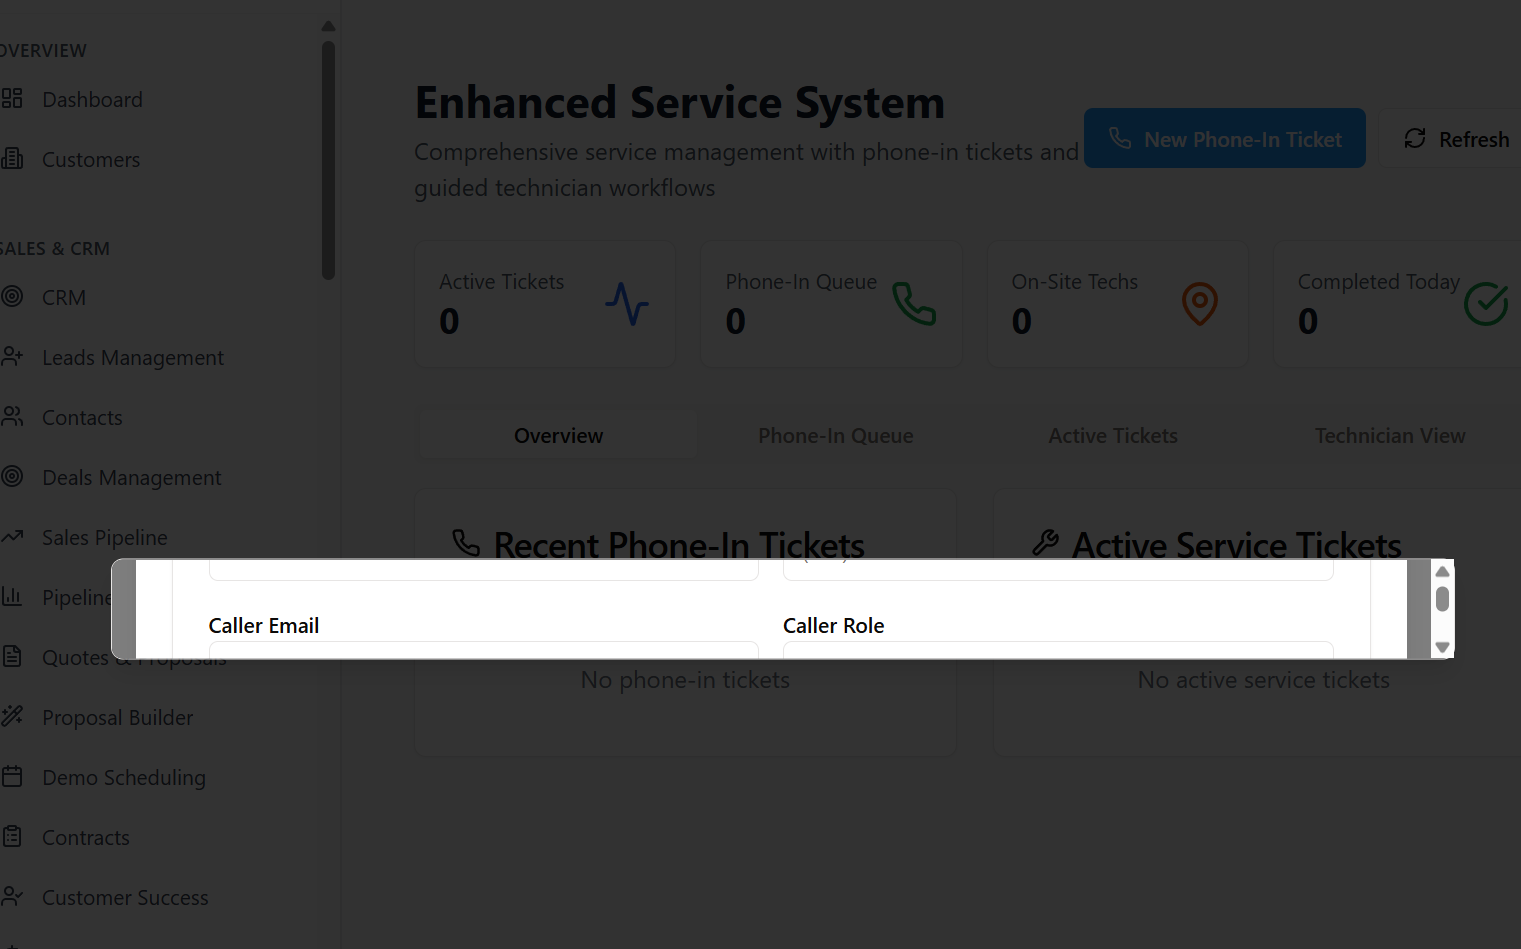 OVERVIEW
Dashboard
Customers
SALES & CRM
CRM
Leads Management
Contacts
Deals Management
Sales Pipeline
Pipeline
Quotes & Proposals
Proposal Builder
Demo Scheduling
Contracts
Customer Success
Enhanced Service System
Comprehensive service management with phone-in tickets and
guided technician workflows
New Phone-In Ticket
Refresh
Active Tickets
0
Phone-In Queue
0
On-Site Techs
0
Completed Today
0
Overview
Phone-In Queue
Active Tickets
Technician View
Recent Phone-In Tickets
Active Service Tickets
Caller Email
Caller Role
No phone-in tickets
No active service tickets